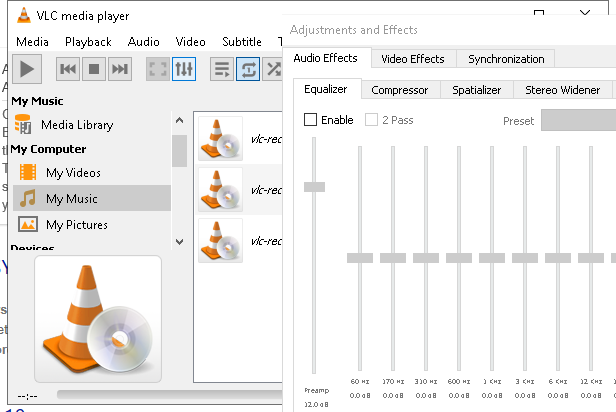 VLC media player
Media Playback Audio Video Subtitle T
My Music
Media Library
My Computer
My Videos
My Music
My Pictures
Devices
vlc-rec
vlc-rec
vlc-rec
--:--
Adjustments and Effects
Audio Effects Video Effects Synchronization
Equalizer Compressor Spatializer Stereo Widener
Enable 2 Pass Preset
60 Hz 170 Hz 310 Hz 600 Hz 1 KHz 3 KHz 6 KHz 12 KHz
Preamp 0.0 dB 0.0 dB 0.0 dB 0.0 dB 0.0 dB 0.0 dB 0.0 dB
12.0 dB